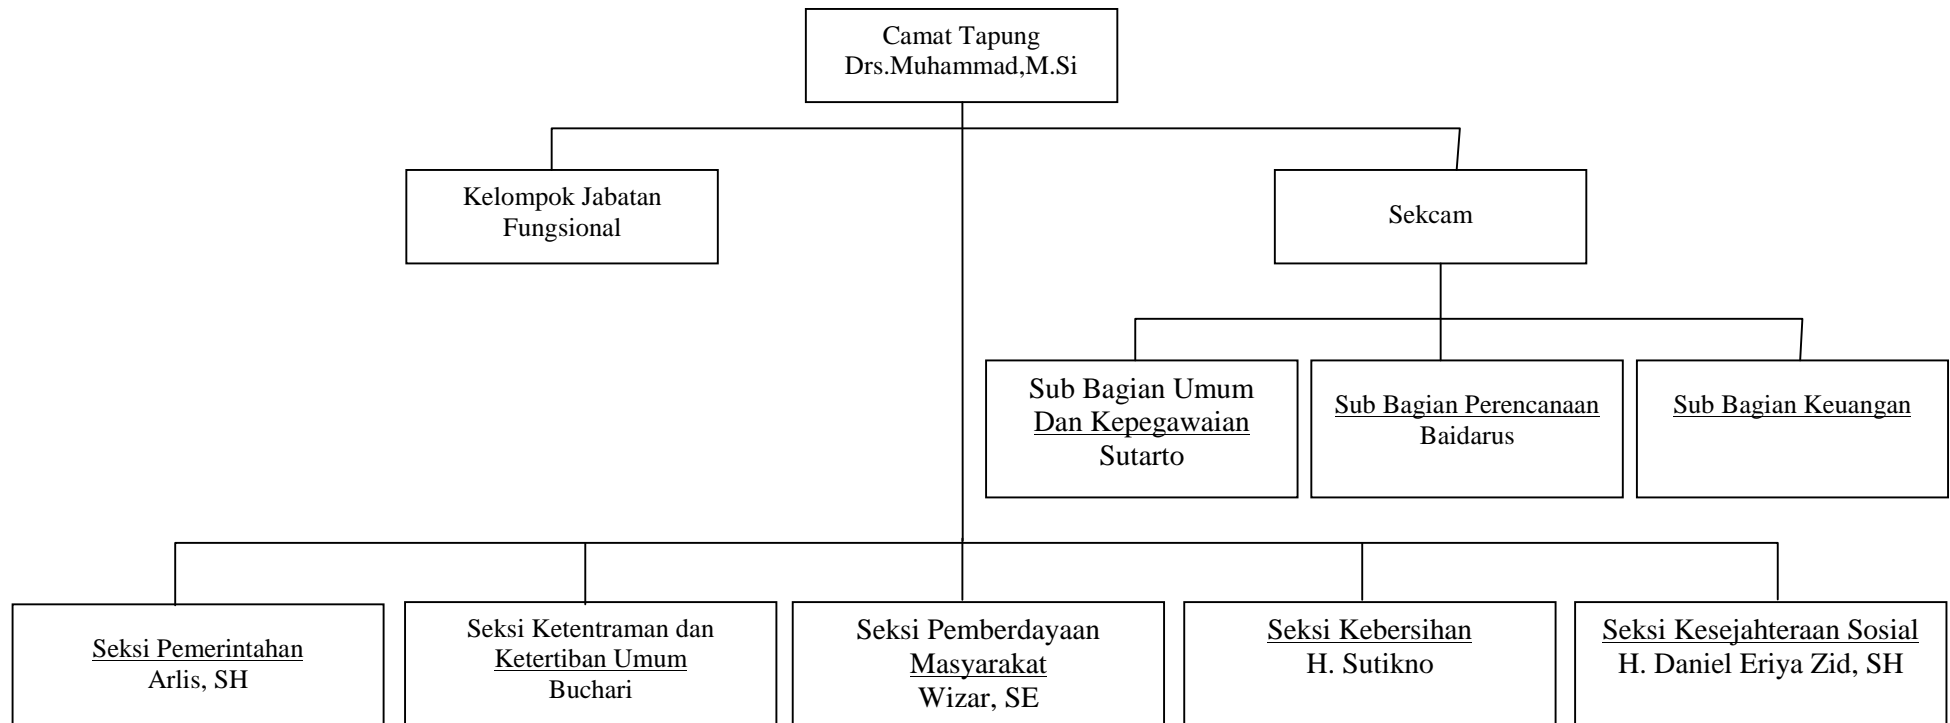 Camat Tapung
Drs.Muhammad,M.Si
Kelompok Jabatan
Fungsional
Sekcam
Sub Bagian Umum
Dan Kepegawaian
Sutarto
Sub Bagian Perencanaan
Baidarus
Sub Bagian Keuangan
Seksi Pemerintahan
Arlis, SH
Seksi Ketentraman dan
Ketertiban Umum
Buchari
Seksi Pemberdayaan
Masyarakat
Wizar, SE
Seksi Kebersihan
H. Sutikno
Seksi Kesejahteraan Sosial
H. Daniel Eriya Zid, SH